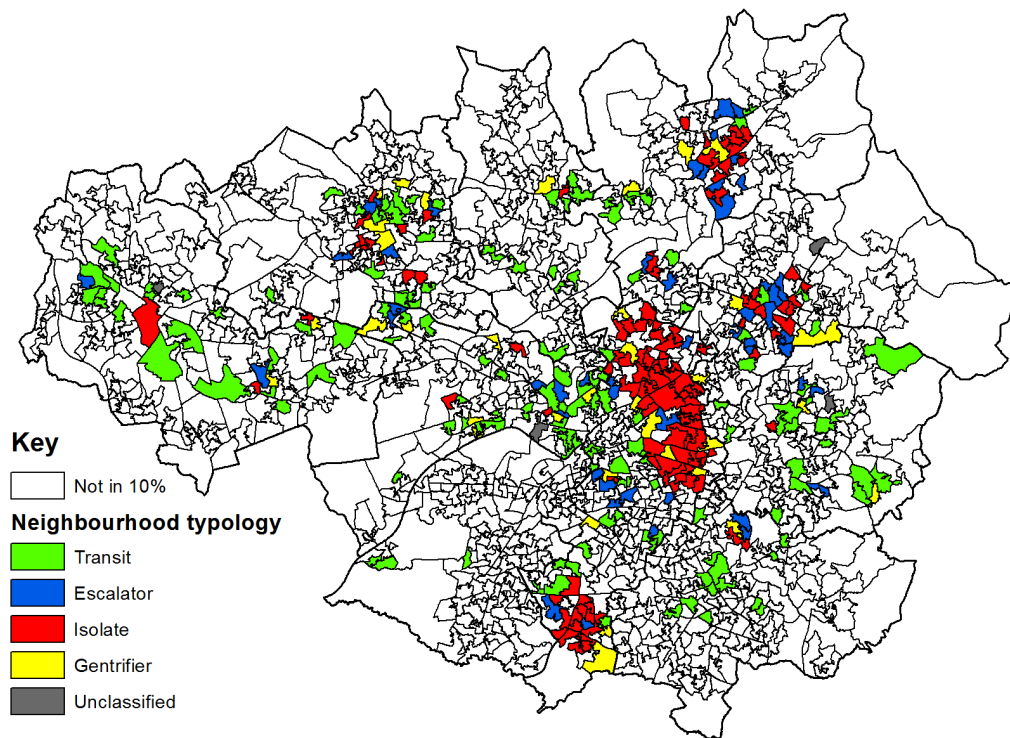 Key
Not in 10%
Neighbourhood typology
Transit
Escalator
Isolate
Gentrifier
Unclassified